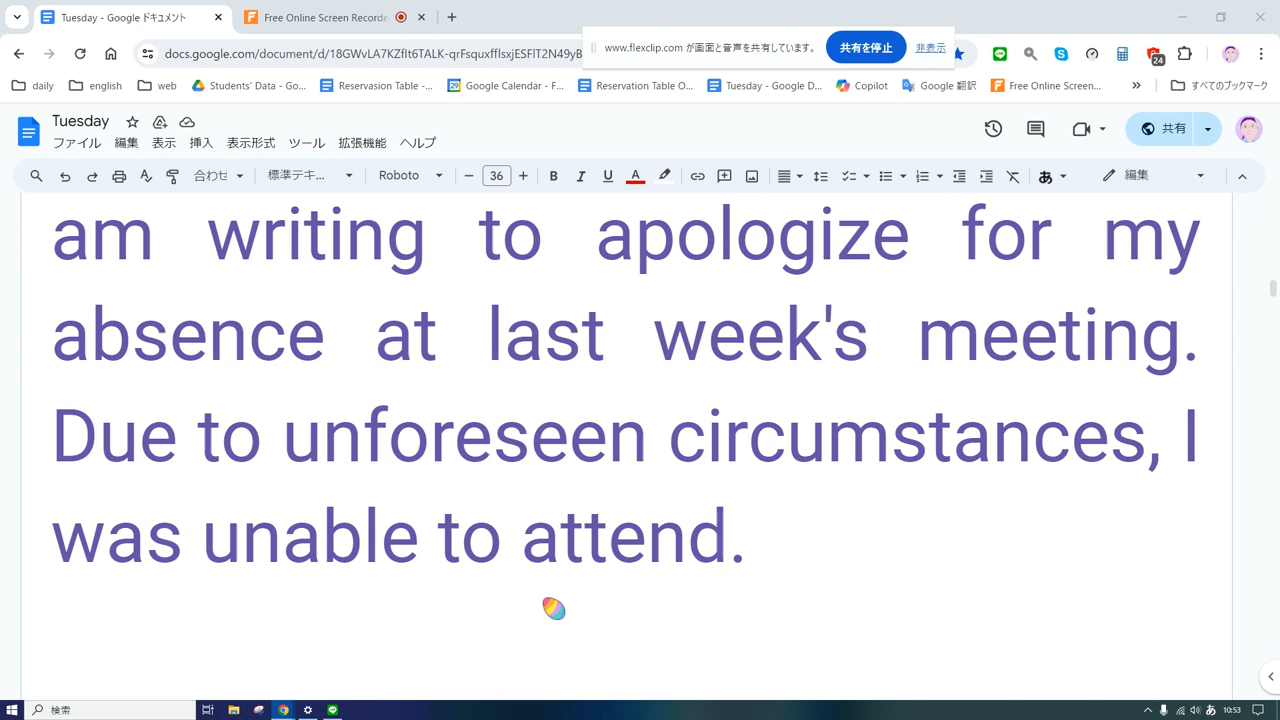 Tuesday - Google ドキュメント
Free Online Screen Recorde
docs.google.com/document/d/18GWvLA7KZflt6TALK-qrFsquxfflsxjESFlT2N49yB
www.flexclip.com が画面と音声を共有しています。
共有を停止
非表示
24
daily
english
web
Students' Data - Go...
Reservasion Table -...
Google Calendar - F...
Reservation Table O...
Tuesday - Google D...
Copilot
Google 翻訳
Free Online Screen...
すべてのブックマーク
Tuesday
ファイル 編集 表示 挿入 表示形式 ツール 拡張機能 ヘルプ
共有
合わせ
標準テキ...
Roboto
36
B I U A
あ
編集
am writing to apologize for my
absence at last week's meeting.
Due to unforeseen circumstances, I
was unable to attend.
検索
あ
10:53